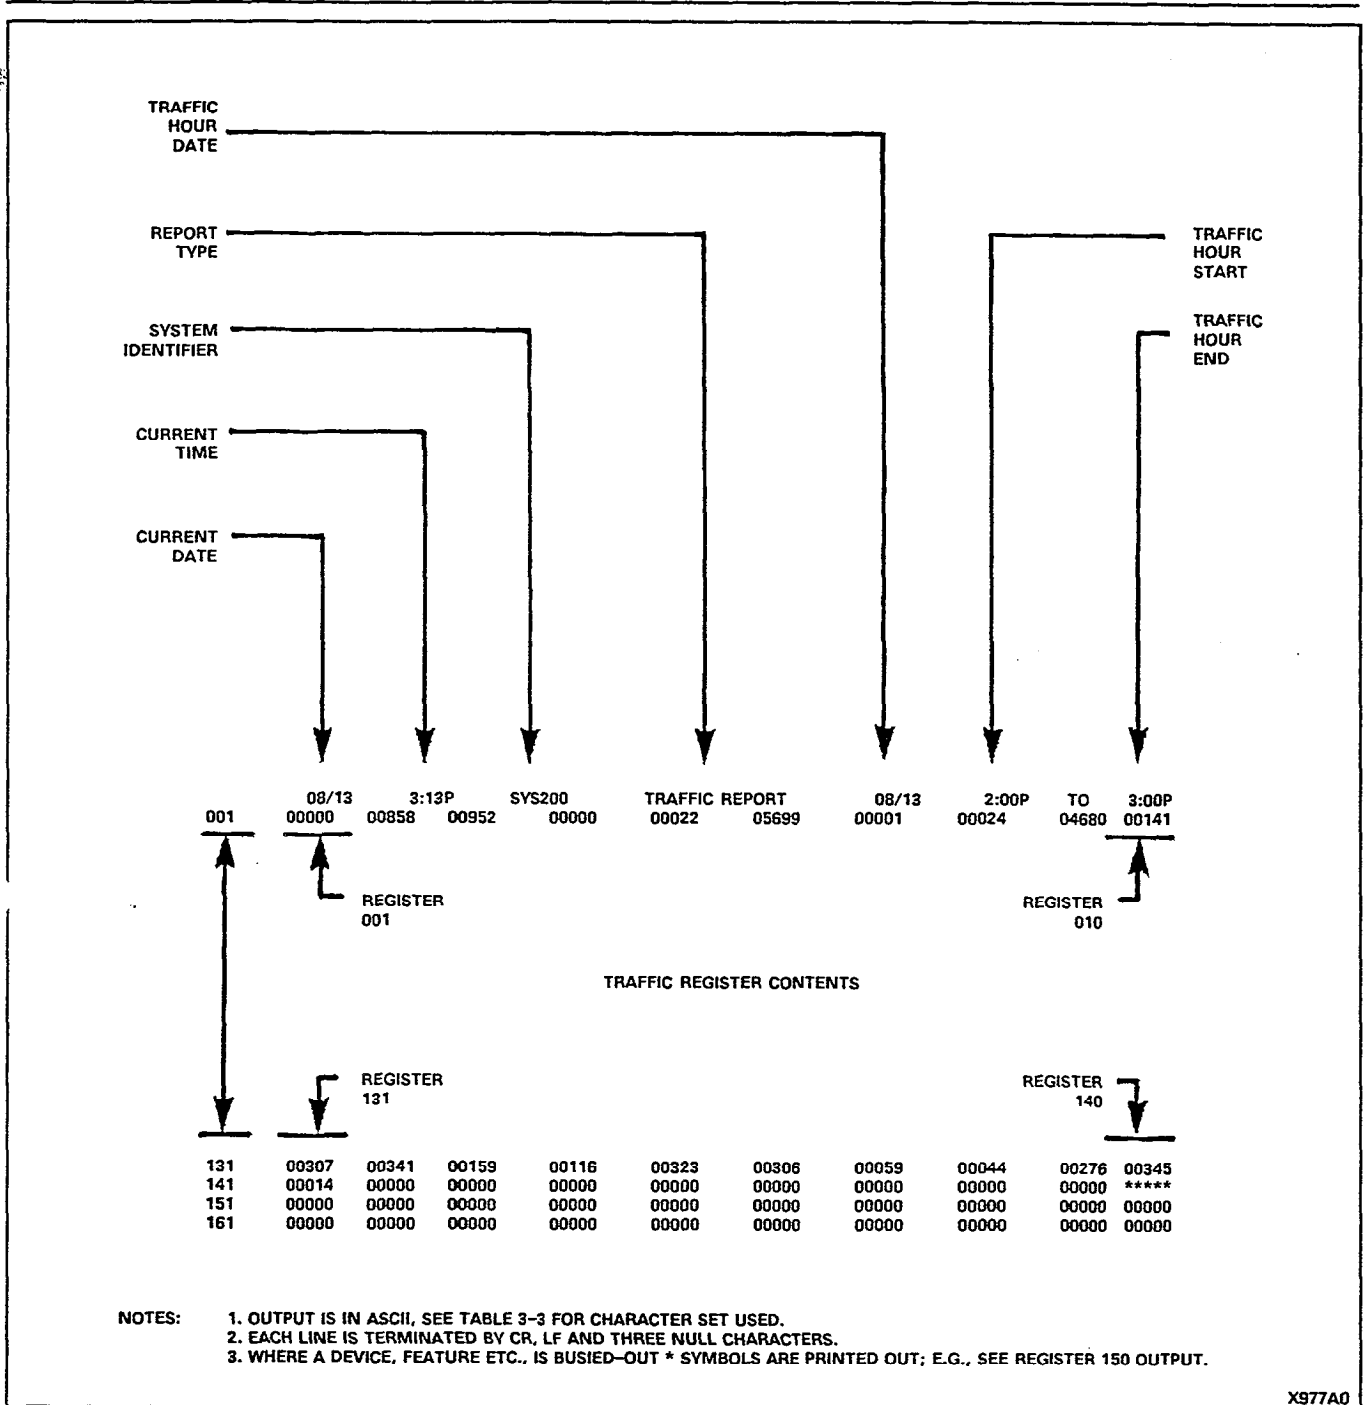 TRAFFIC
HOUR
DATE
REPORT
TYPE
TRAFFIC
HOUR
START
SYSTEM
IDENTIFIER
TRAFFIC
HOUR
END
CURRENT
TIME
CURRENT
DATE
08/13 3:13P SYS200 TRAFFIC REPORT 08/13 2:00P TO 3:00P
001 00000 00858 00952 00000 00022 05699 00001 00024 04680 00141
REGISTER
001
REGISTER
010
TRAFFIC REGISTER CONTENTS
REGISTER
131
REGISTER
140
131 00307 00341 00159 00116 00323 00306 00059 00044 00276 00345
141 00014 00000 00000 00000 00000 00000 00000 00000 00000 *****
151 00000 00000 00000 00000 00000 00000 00000 00000 00000 00000
161 00000 00000 00000 00000 00000 00000 00000 00000 00000 00000
NOTES: 1. OUTPUT IS IN ASCII, SEE TABLE 3-3 FOR CHARACTER SET USED.
2. EACH LINE IS TERMINATED BY CR, LF AND THREE NULL CHARACTERS.
3. WHERE A DEVICE, FEATURE ETC., IS BUSIED-OUT * SYMBOLS ARE PRINTED OUT; E.G., SEE REGISTER 150 OUTPUT.
X977A0